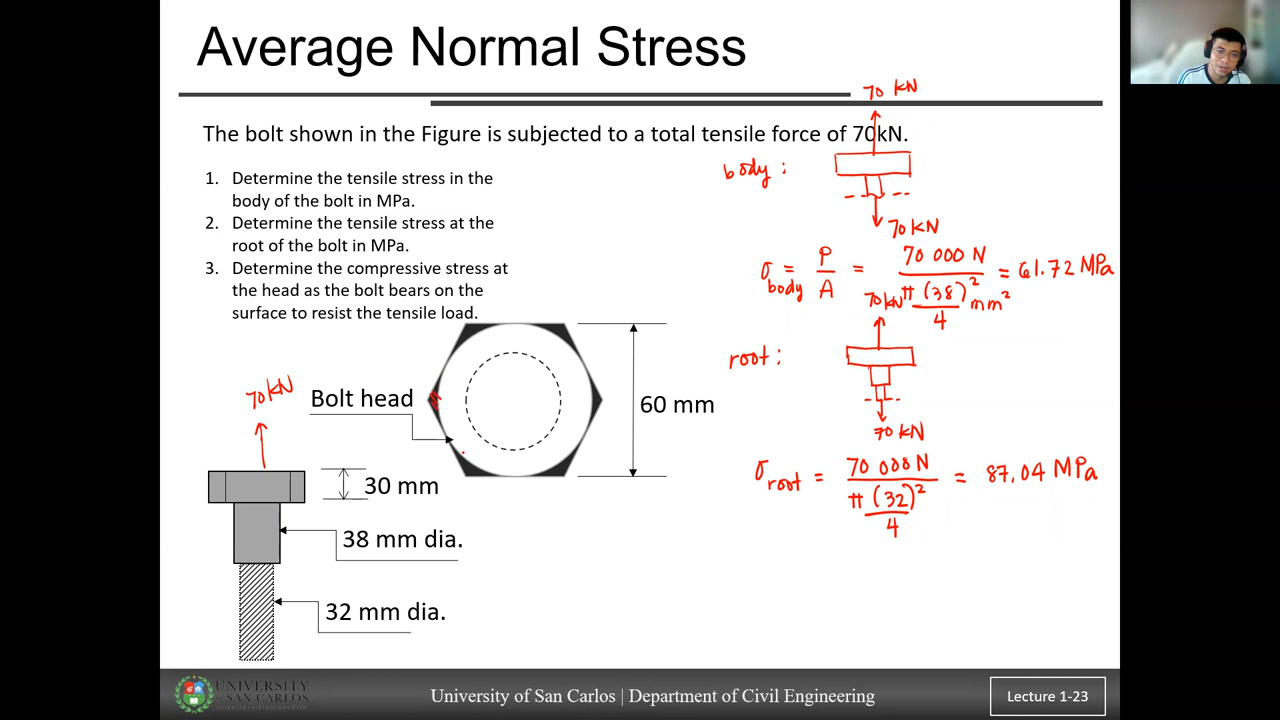 Average Normal Stress
The bolt shown in the Figure is subjected to a total tensile force of 70kN.
1. Determine the tensile stress in the
body of the bolt in MPa.
2. Determine the tensile stress at the
root of the bolt in MPa.
3. Determine the compressive stress at
the head as the bolt bears on the
surface to resist the tensile load.
70 kN
Bolt head
60 mm
30 mm
38 mm dia.
32 mm dia.
70 kN
body :
70 kN
σ body = P/A = 70 000 N / (π (38)² / 4) mm² = 61.72 MPa
70 kN
root :
70 kN
σ root = 70 000 N / (π (32)² / 4) = 87.04 MPa
UNIVERSITY
of SAN CARLOS
University of San Carlos | Department of Civil Engineering
Lecture 1-23